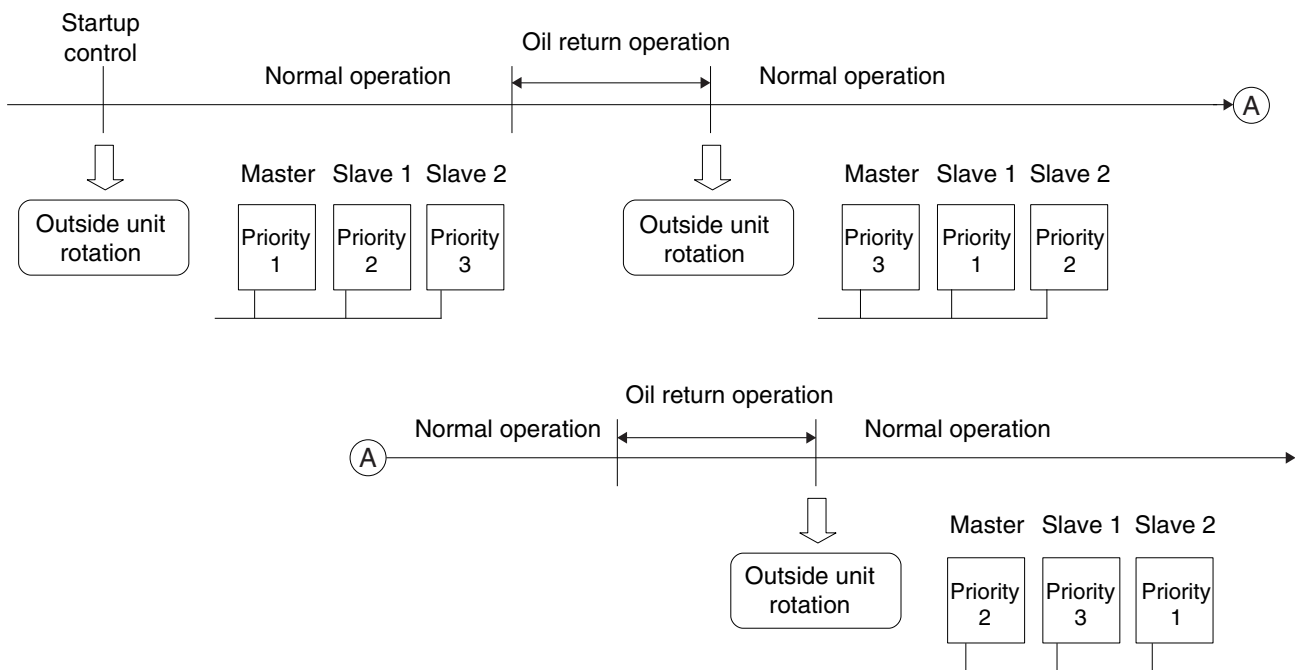 Startup
control
Normal operation
Oil return operation
Normal operation
A
Outside unit
rotation
Master Slave 1 Slave 2
Priority
1
Priority
2
Priority
3
Outside unit
rotation
Master Slave 1 Slave 2
Priority
3
Priority
1
Priority
2
A
Normal operation
Oil return operation
Normal operation
Outside unit
rotation
Master Slave 1 Slave 2
Priority
2
Priority
3
Priority
1